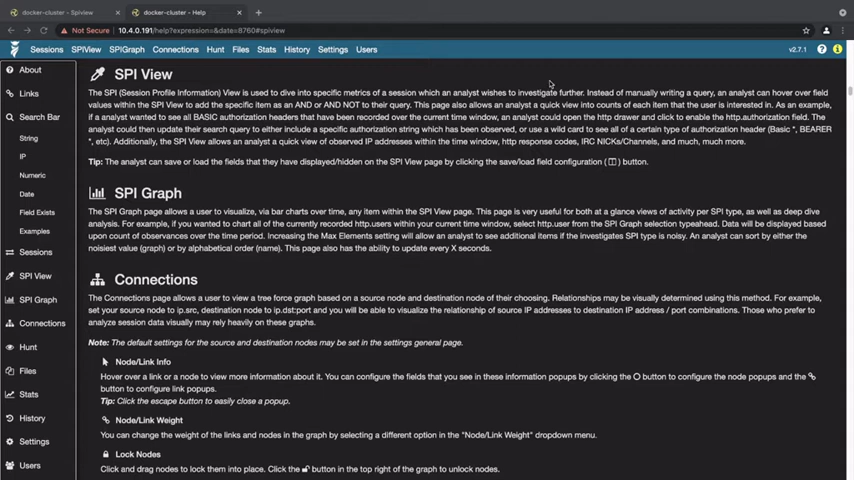 docker-cluster - Spiview
docker-cluster - Help
Not Secure | 10.4.0.191/help?expression=&date=8760#spiview
Sessions SPIView SPIGraph Connections Hunt Files Stats History Settings Users v2.7.1
About
Links
Search Bar
String
IP
Numeric
Date
Field Exists
Examples
Sessions
SPI View
SPI Graph
Connections
Hunt
Files
Stats
History
Settings
Users
SPI View
The SPI (Session Profile Information) View is used to dive into specific metrics of a session which an analyst wishes to investigate further. Instead of manually writing a query, an analyst can hover over field
values within the SPI View to add the specific item as an AND or AND NOT to their query. This page also allows an analyst a quick view into counts of each item that the user is interested in. As an example,
if a analyst wanted to see all BASIC authorization headers that have been recorded over the current time window, an analyst could open the http drawer and click to enable the http.authorization field. The
analyst could then update their search query to either include a specific authorization string which has been observed, or use a wild card to see all of a certain type of authorization header (Basic *, BEARER
*, etc). Additionally, the SPI View allows an analyst a quick view of observed IP addresses within the time window, http response codes, IRC NICKs/Channels, and much, much more.
Tip: The analyst can save or load the fields that they have displayed/hidden on the SPI View page by clicking the save/load field configuration ( ) button.
SPI Graph
The SPI Graph page allows a user to visualize, via bar charts over time, any item within the SPI View page. This page is very useful for both at a glance views of activity per SPI type, as well as deep dive
analysis. For example, if you wanted to chart all of the currently recorded http.users within your current time window, select http.user from the SPI Graph selection typeahead. Data will be displayed based
upon count of observances over the time period. Increasing the Max Elements setting will allow an analyst to see additional items if the investigates SPI type is noisy. An analyst can sort by either the
noisiest value (graph) or by alphabetical order (name). This page also has the ability to update every X seconds.
Connections
The Connections page allows a user to view a tree force graph based on a source node and destination node of their choosing. Relationships may be visually determined using this method. For example,
set your source node to ip.src, destination node to ip.dst:port and you will be able to visualize the relationship of source IP addresses to destination IP address / port combinations. Those who prefer to
analyze session data visually may rely heavily on these graphs.
Note: The default settings for the source and destination nodes may be set in the settings general page.
Node/Link Info
Hover over a link or a node to view more information about it. You can configure the fields that you see in these information popups by clicking the button to configure the node popups and the
button to configure link popups.
Tip: Click the escape button to easily close a popup.
Node/Link Weight
You can change the weight of the links and nodes in the graph by selecting a different option in the "Node/Link Weight" dropdown menu.
Lock Nodes
Click and drag nodes to lock them into place. Click the button in the top right of the graph to unlock nodes.